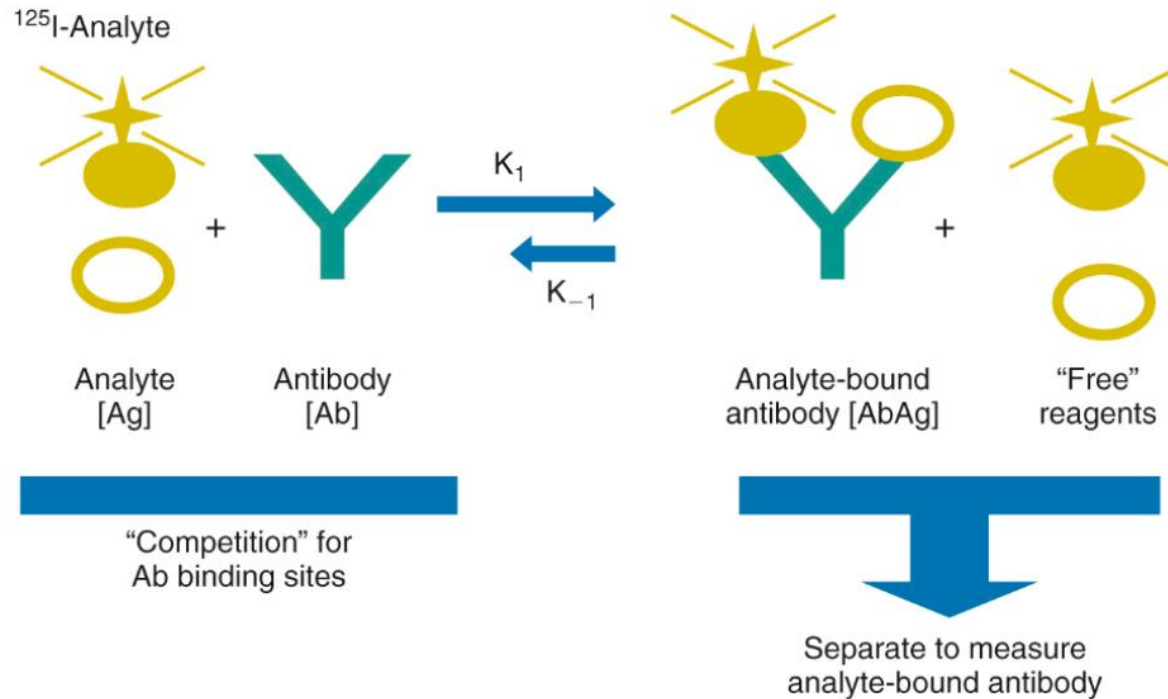 ¹²⁵I-Analyte
+
K₁
K₋₁
+
Analyte
[Ag]
Antibody
[Ab]
Analyte-bound
antibody [AbAg]
“Free”
reagents
“Competition” for
Ab binding sites
Separate to measure
analyte-bound antibody